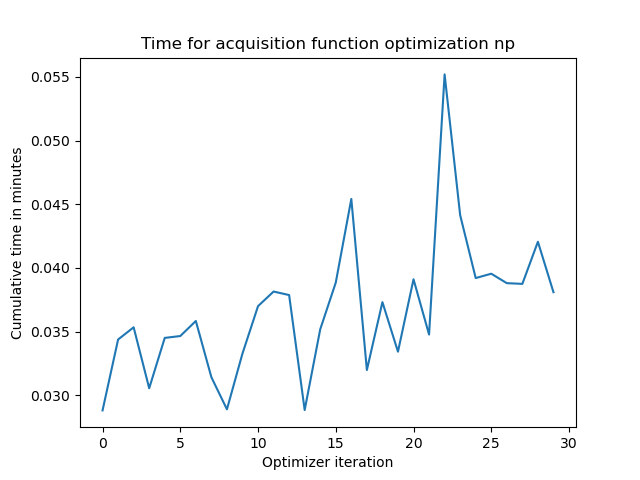 Time for acquisition function optimization np
Cumulative time in minutes
0.055
0.050
0.045
0.040
0.035
0.030
0 5 10 15 20 25 30
Optimizer iteration